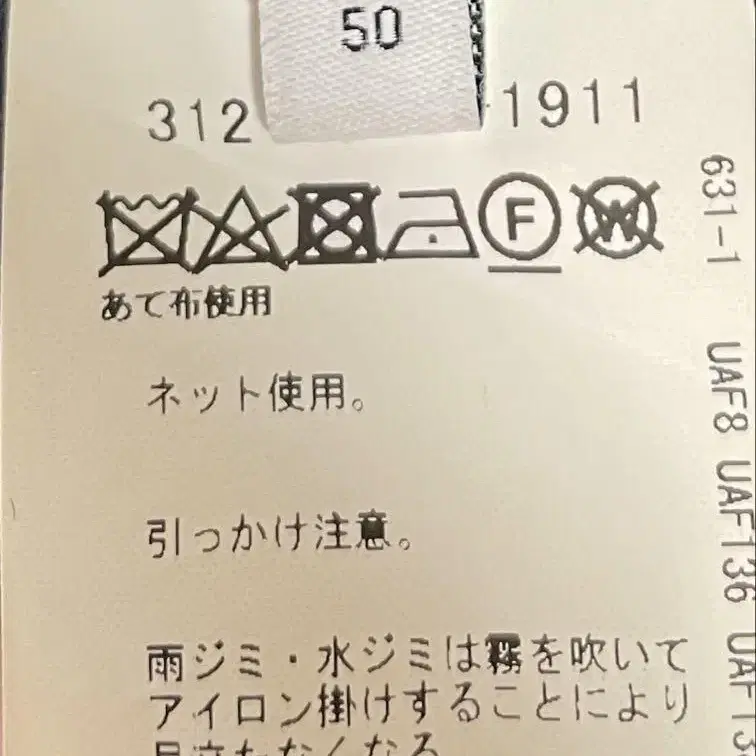 50
312 1911
F W
あて布使用
ネット使用。
引っかけ注意。
雨ジミ・水ジミは霧を吹いて
アイロン掛けすることにより
631-1 UAF8 UAFT36